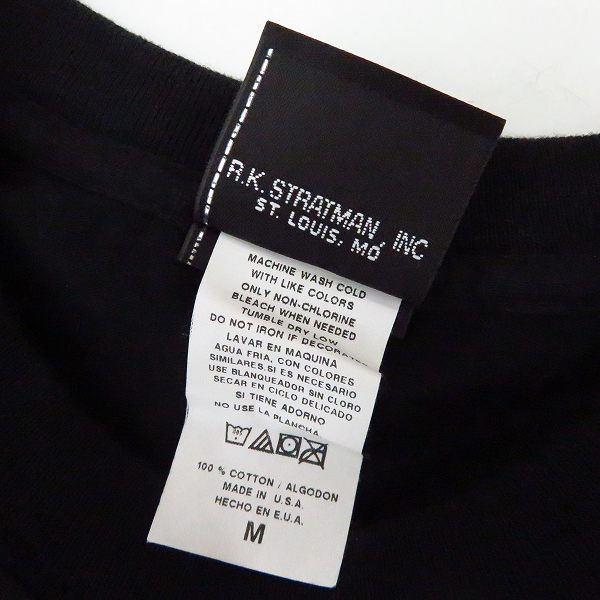 R.K. STRATMAN, INC
ST. LOUIS, MO
MACHINE WASH COLD
WITH LIKE COLORS
ONLY NON-CHLORINE
BLEACH WHEN NEEDED
TUMBLE DRY LOW
DO NOT IRON IF
LAVAR EN MAQUINA
AGUA FRIA, CON COLORES
SIMILARES,SI ES NECESARIO
USE BLANQUEADOR SIN CLORO
SECAR EN CICLO DELICADO
SI TIENE ADORNO
NO USE LA PLANCHA
100 % COTTON / ALGODON
MADE IN U.S.A.
HECHO EN E.U.A.
M